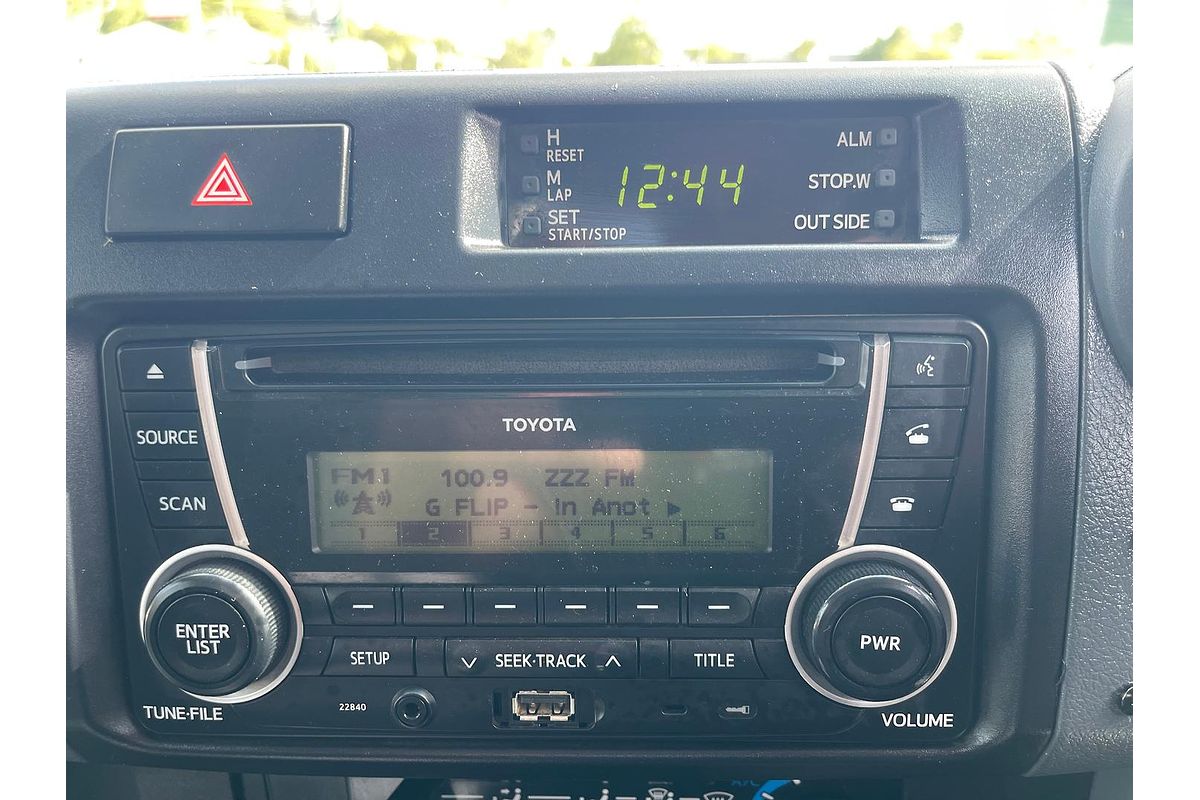 H
RESET
M
LAP
SET
START/STOP
12:44
ALM
STOP.W
OUT SIDE
SOURCE
SCAN
TOYOTA
FM1 100.9 ZZZ FM
G FLIP - In Anot
1 2 3 4 5 6
ENTER
LIST
TUNE·FILE
SETUP
SEEK·TRACK
TITLE
22840
PWR
VOLUME
A/C